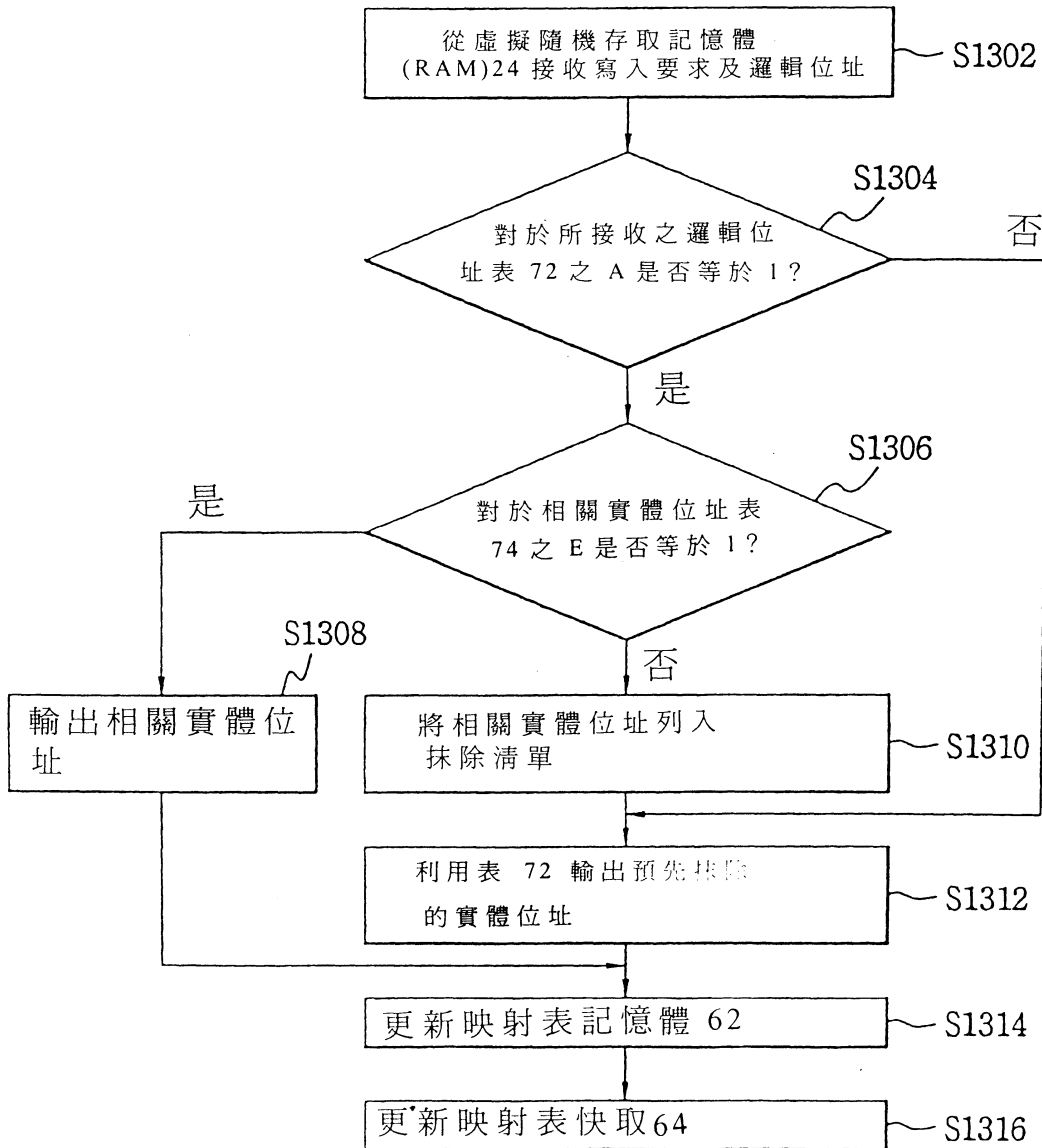 從虛擬隨機存取記憶體
(RAM)24 接收寫入要求及邏輯位址
S1302
S1304
對於所接收之邏輯位
址表 72 之 A 是否等於 1?
否
是
S1306
對於相關實體位址表
74 之 E 是否等於 1?
是
S1308
否
輸出相關實體位
址
將相關實體位址列入
抹除清單
S1310
利用表 72 輸出預先抹除
的實體位址
S1312
更新映射表記憶體 62
S1314
更新映射表快取64
S1316